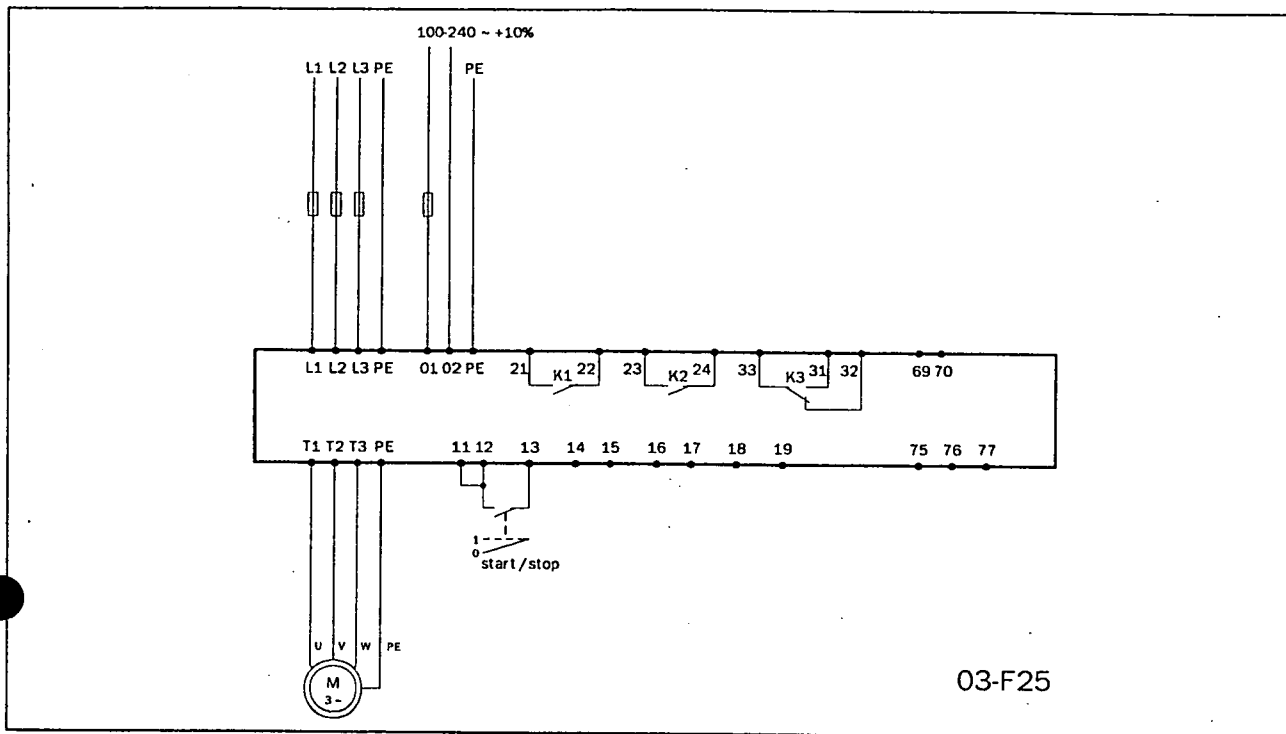 100-240 ~ +10%
L1 L2 L3 PE PE
L1 L2 L3 PE 01 02 PE 21 K1 22 23 K2 24 33 K3 31 32 69 70
T1 T2 T3 PE 11 12 13 14 15 16 17 18 19 75 76 77
1
0
start/stop
U V W PE
M
3~
03-F25